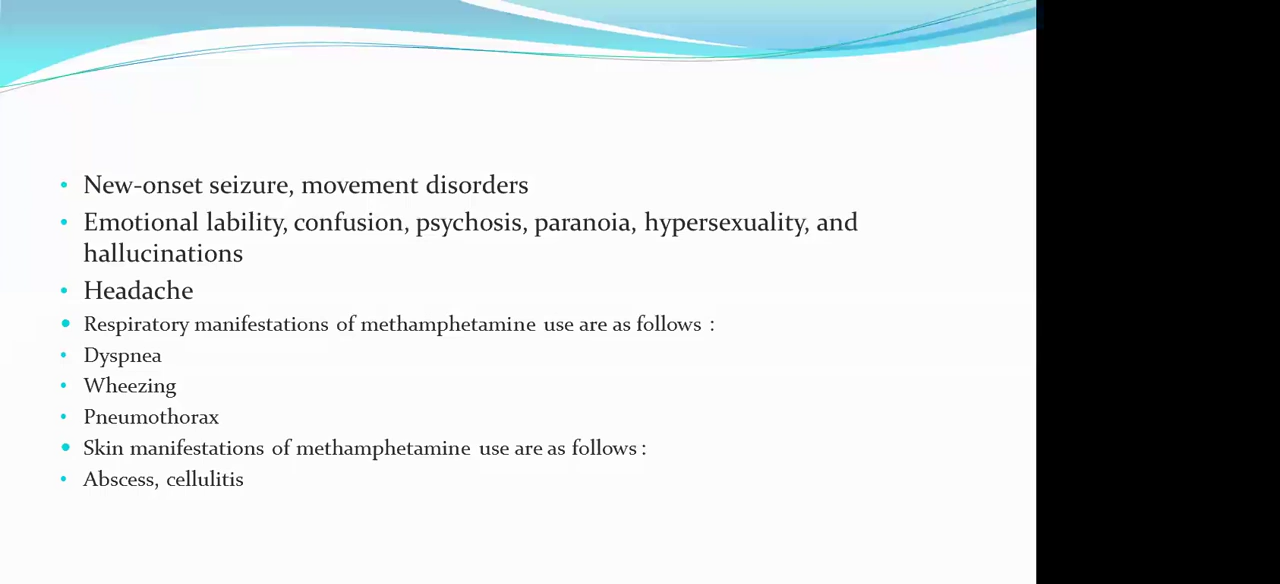 • New-onset seizure, movement disorders
• Emotional lability, confusion, psychosis, paranoia, hypersexuality, and
hallucinations
• Headache
• Respiratory manifestations of methamphetamine use are as follows :
• Dyspnea
• Wheezing
• Pneumothorax
• Skin manifestations of methamphetamine use are as follows :
• Abscess, cellulitis